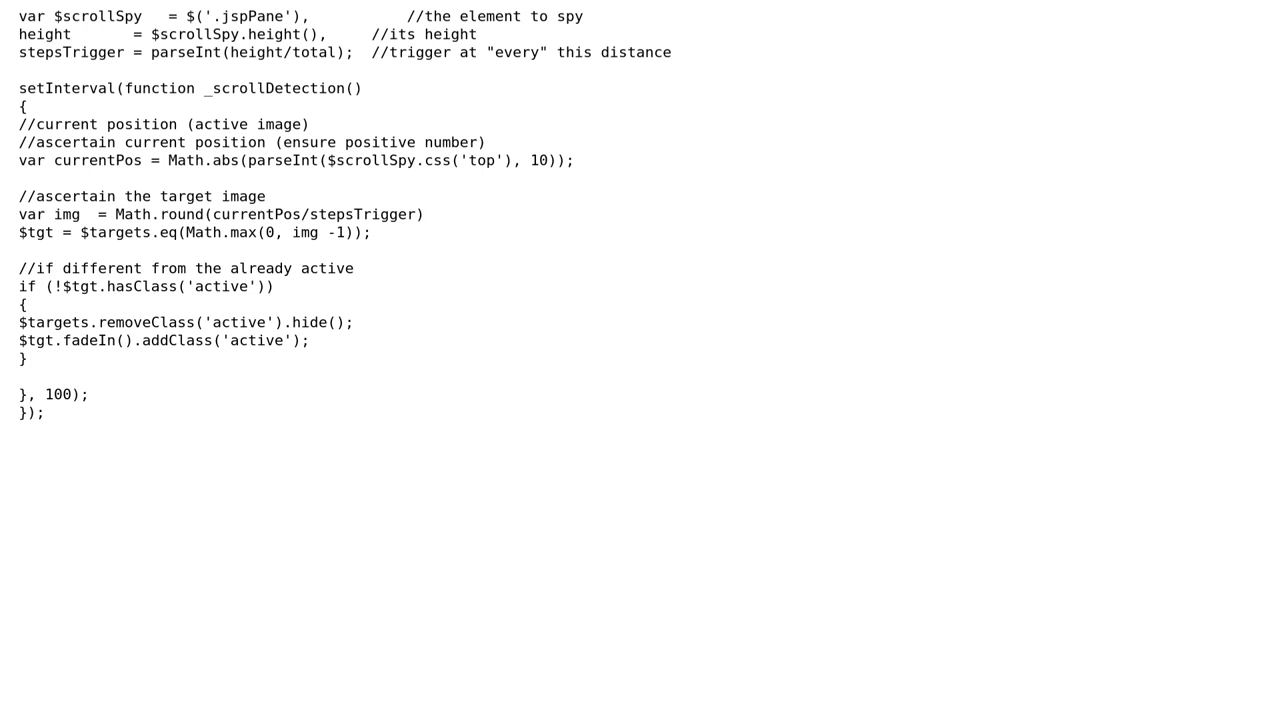 var $scrollSpy   = $('.jspPane'),           //the element to spy
height       = $scrollSpy.height(),     //its height
stepsTrigger = parseInt(height/total);  //trigger at "every" this distance

setInterval(function _scrollDetection()
{
//current position (active image)
//ascertain current position (ensure positive number)
var currentPos = Math.abs(parseInt($scrollSpy.css('top'), 10));

//ascertain the target image
var img  = Math.round(currentPos/stepsTrigger)
$tgt = $targets.eq(Math.max(0, img -1));

//if different from the already active
if (!$tgt.hasClass('active'))
{
$targets.removeClass('active').hide();
$tgt.fadeIn().addClass('active');
}

}, 100);
});